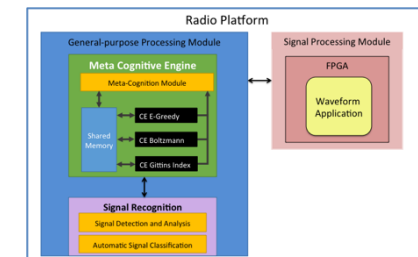 Radio Platform
General-purpose Processing Module
Meta Cognitive Engine
Meta-Cognition Module
Shared
Memory
CE E-Greedy
CE Boltzmann
CE Gittins Index
Signal Recognition
Signal Detection and Analysis
Automatic Signal Classification
Signal Processing Module
FPGA
Waveform
Application